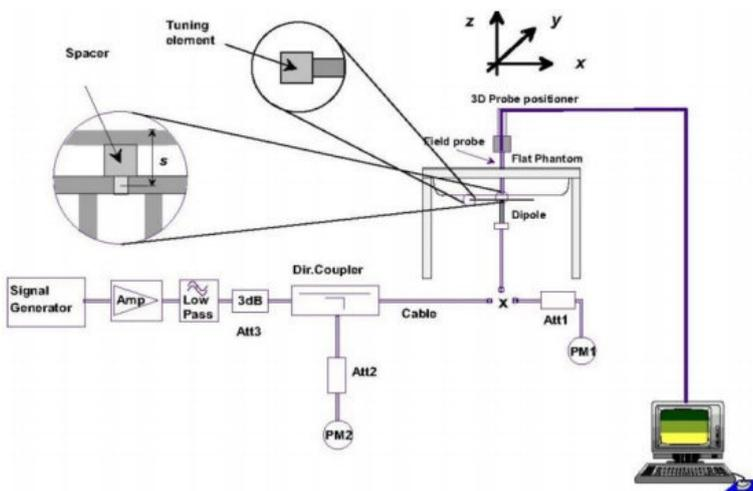 Tuning
element
Spacer
s
z
y
x
3D Probe positioner
Field probe
Flat Phantom
Dipole
Dir.Coupler
Signal
Generator
Amp
Low
Pass
3dB
Att3
Cable
x
Att1
PM1
Att2
PM2